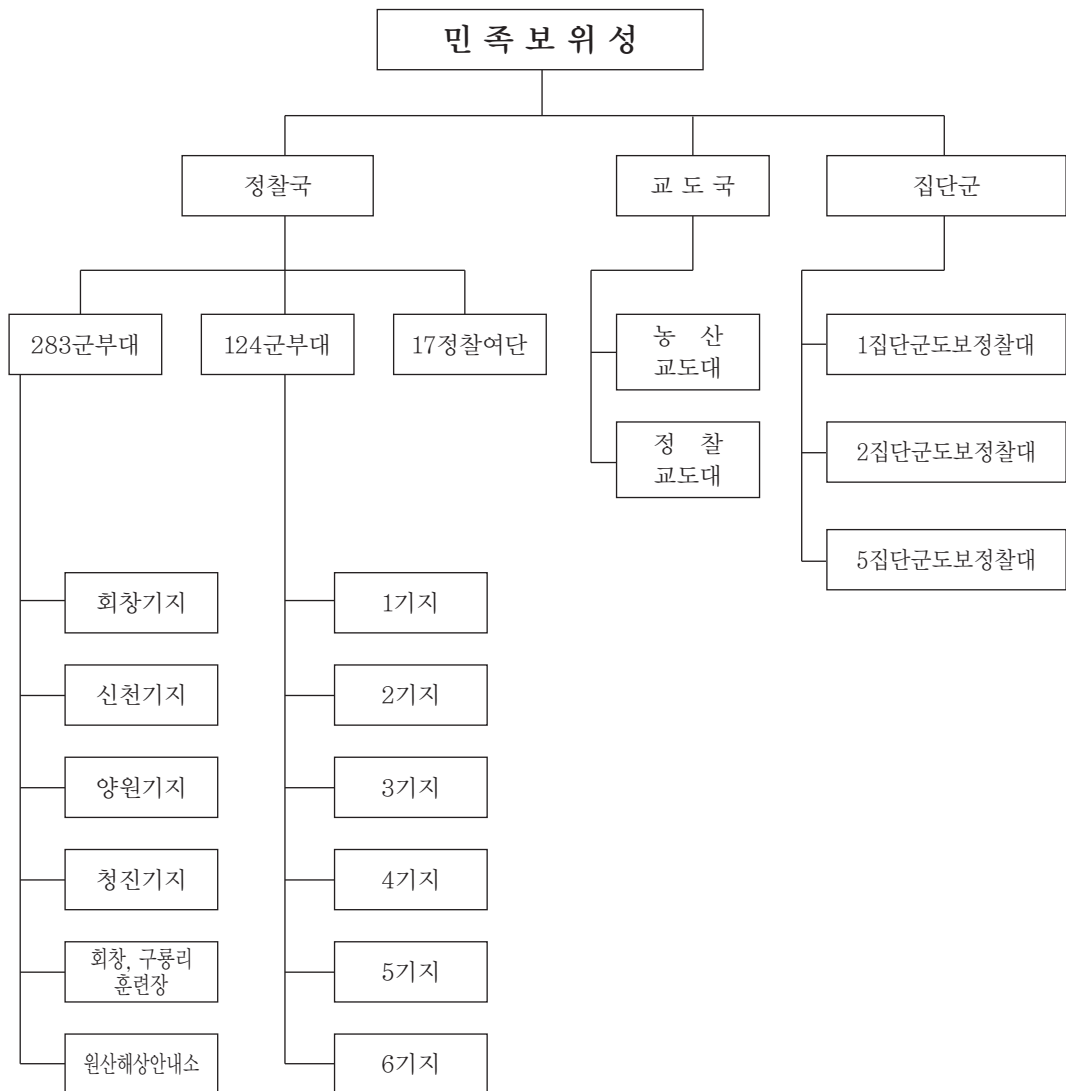 민 족 보 위 성
정찰국
교 도 국
집단군
283군부대
124군부대
17정찰여단
농 산
교도대
정 찰
교도대
1집단군도보정찰대
2집단군도보정찰대
5집단군도보정찰대
회창기지
신천기지
양원기지
청진기지
회창, 구룡리
훈련장
원산해상안내소
1기지
2기지
3기지
4기지
5기지
6기지